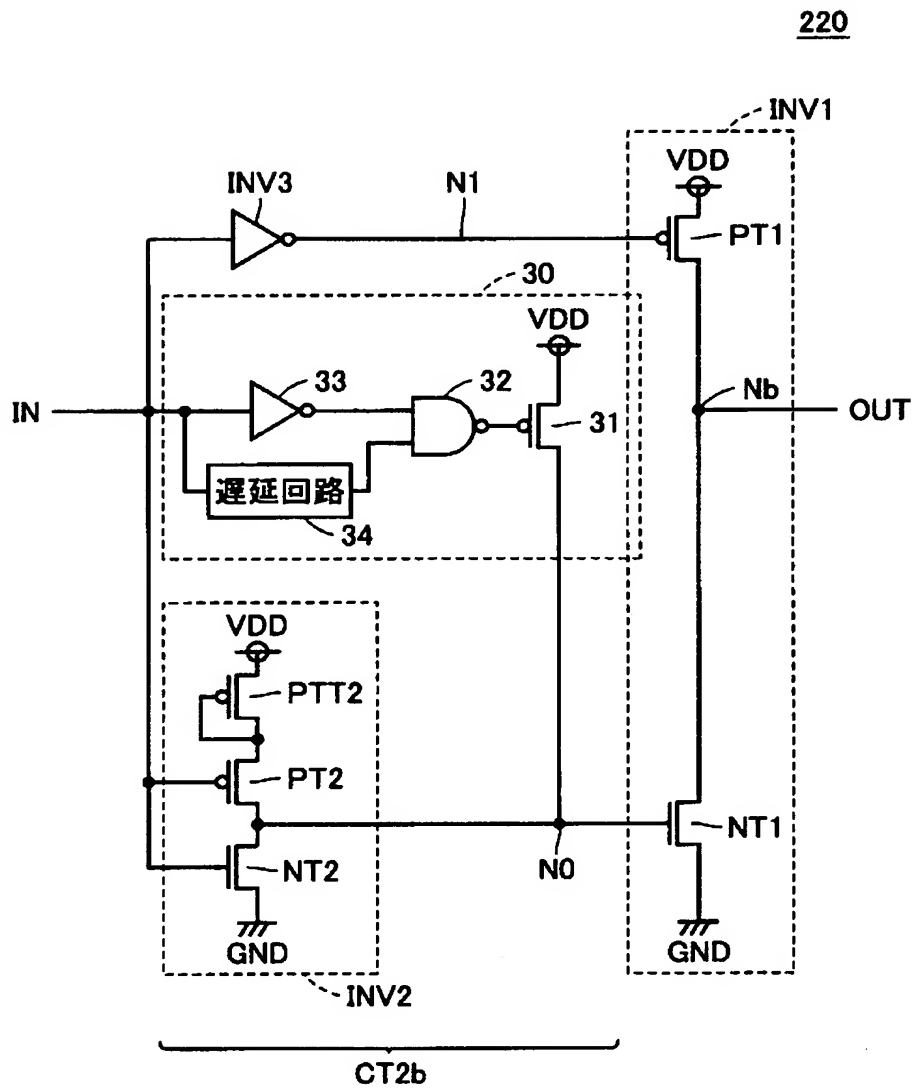 220
INV1
VDD
INV3
N1
PT1
30
VDD
33
32
Nb
IN
31
OUT
遅延回路
34
VDD
PTT2
PT2
NT1
NT2
N0
GND
GND
INV2
CT2b